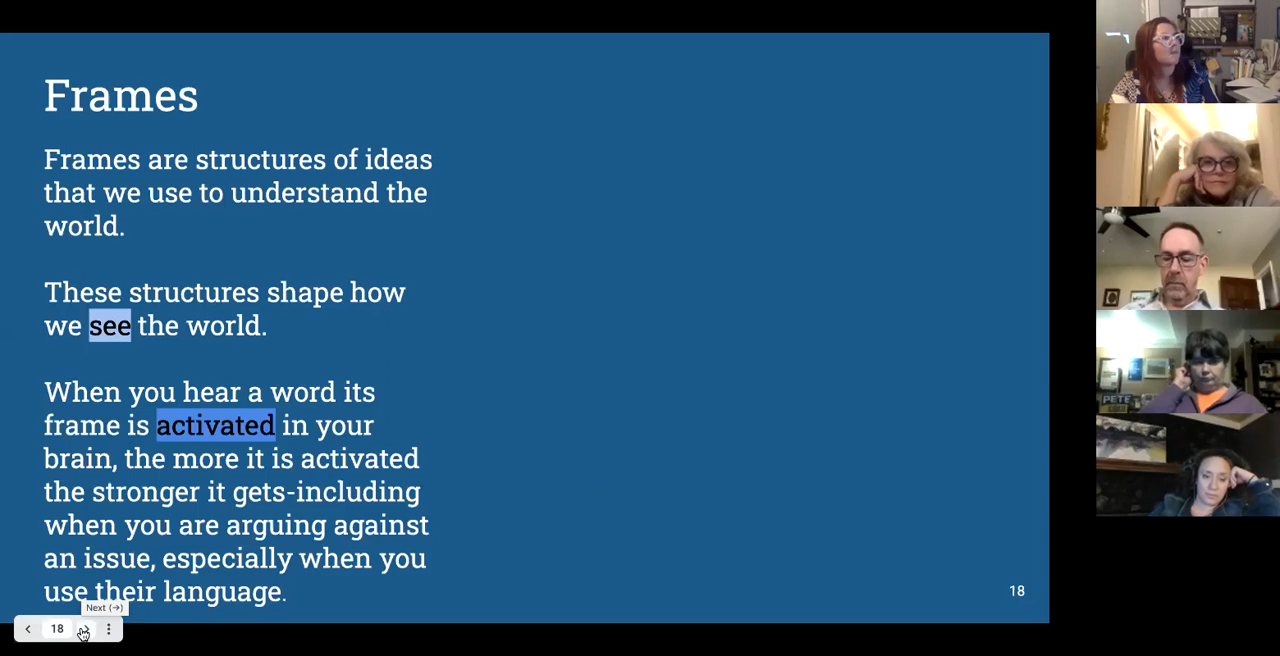 Frames
Frames are structures of ideas
that we use to understand the
world.
These structures shape how
we see the world.
When you hear a word its
frame is activated in your
brain, the more it is activated
the stronger it gets-including
when you are arguing against
an issue, especially when you
use their language.
18
Next (→)
18
PETE